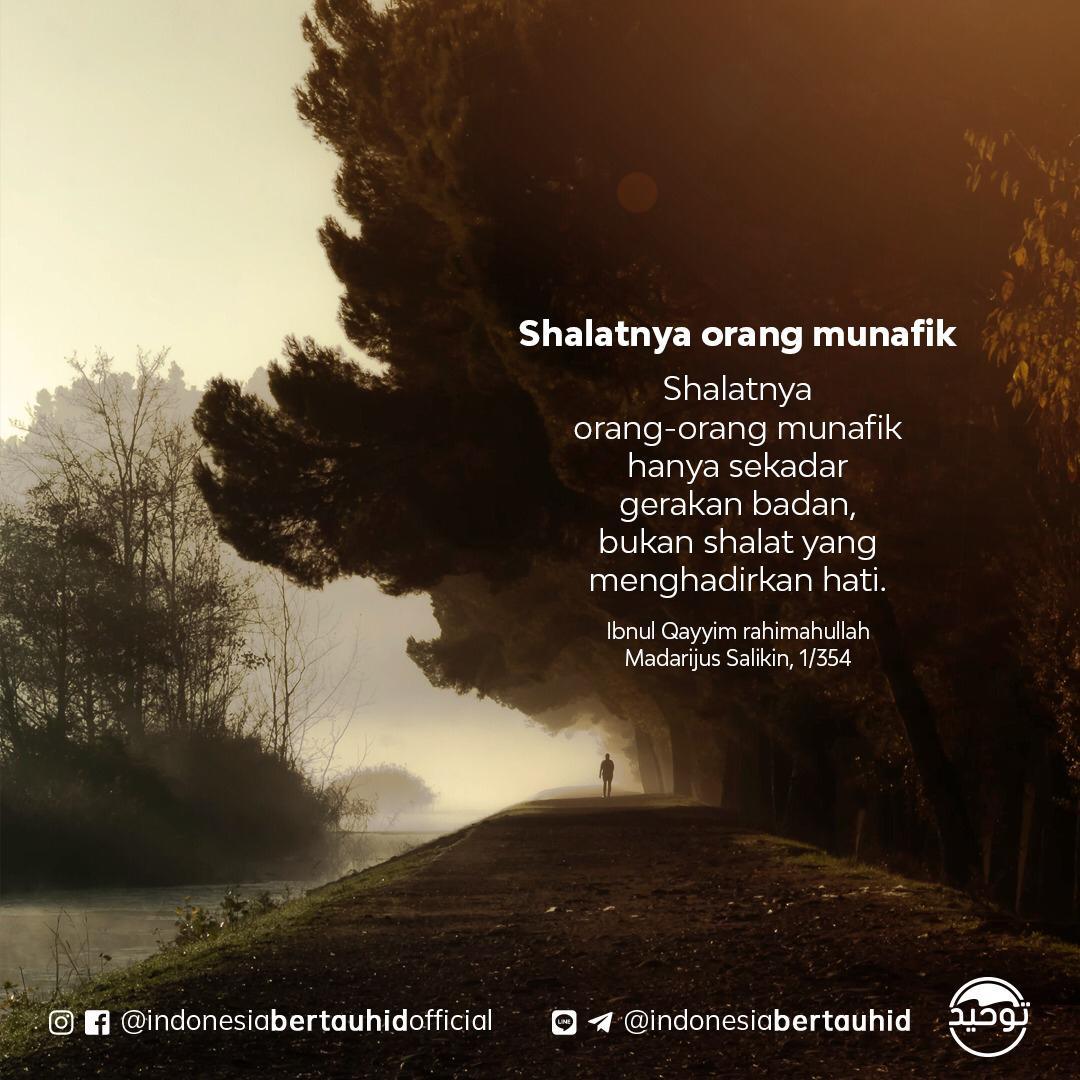 Shalatnya orang munafik
Shalatnya
orang-orang munafik
hanya sekadar
gerakan badan,
bukan shalat yang
menghadirkan hati.
Ibnul Qayyim rahimahullah
Madarijus Salikin, 1/354
@indonesiabertauhidofficial
LINE
@indonesiabertauhid
توحيد